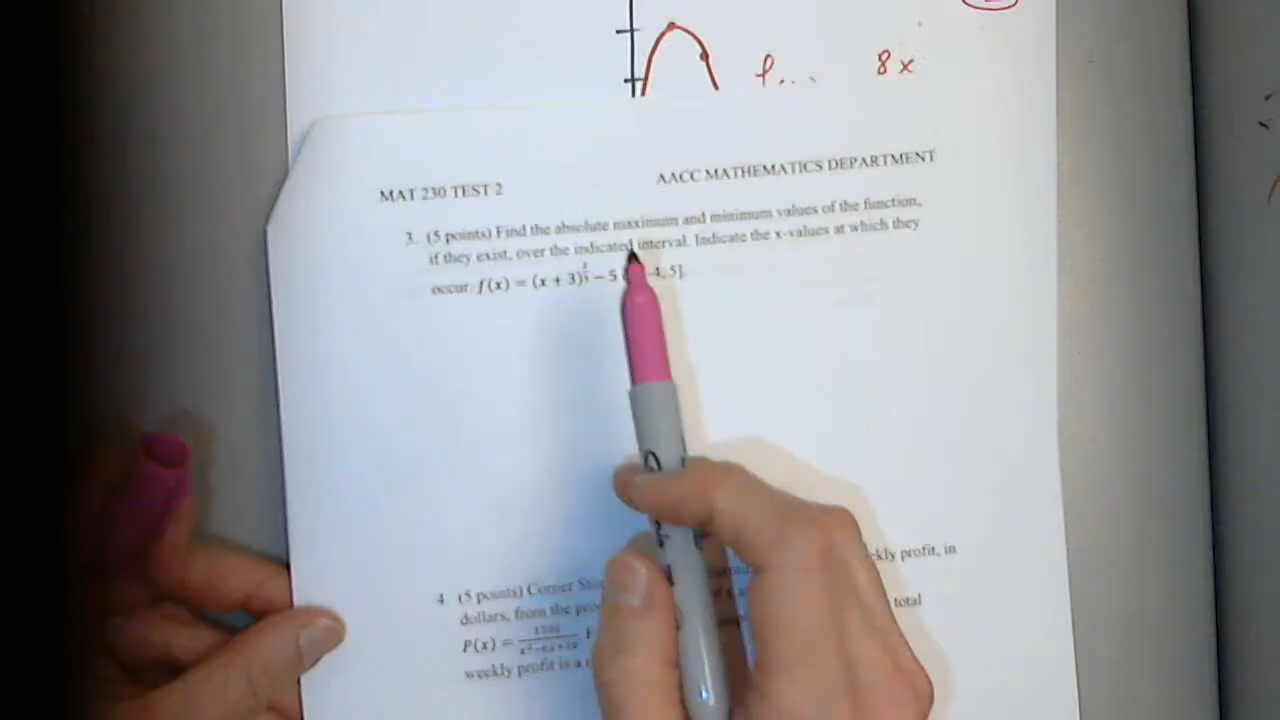 8x
MAT 230 TEST 2
AACC MATHEMATICS DEPARTMENT
3. (5 points) Find the absolute maximum and minimum values of the function,
if they exist, over the indicated interval. Indicate the x-values at which they
occur. f(x) = (x + 3) − 5 -4, 5].
4 (5 points) Corner kly profit, in
dollars, from the total
P(x) =
weekly profit is a